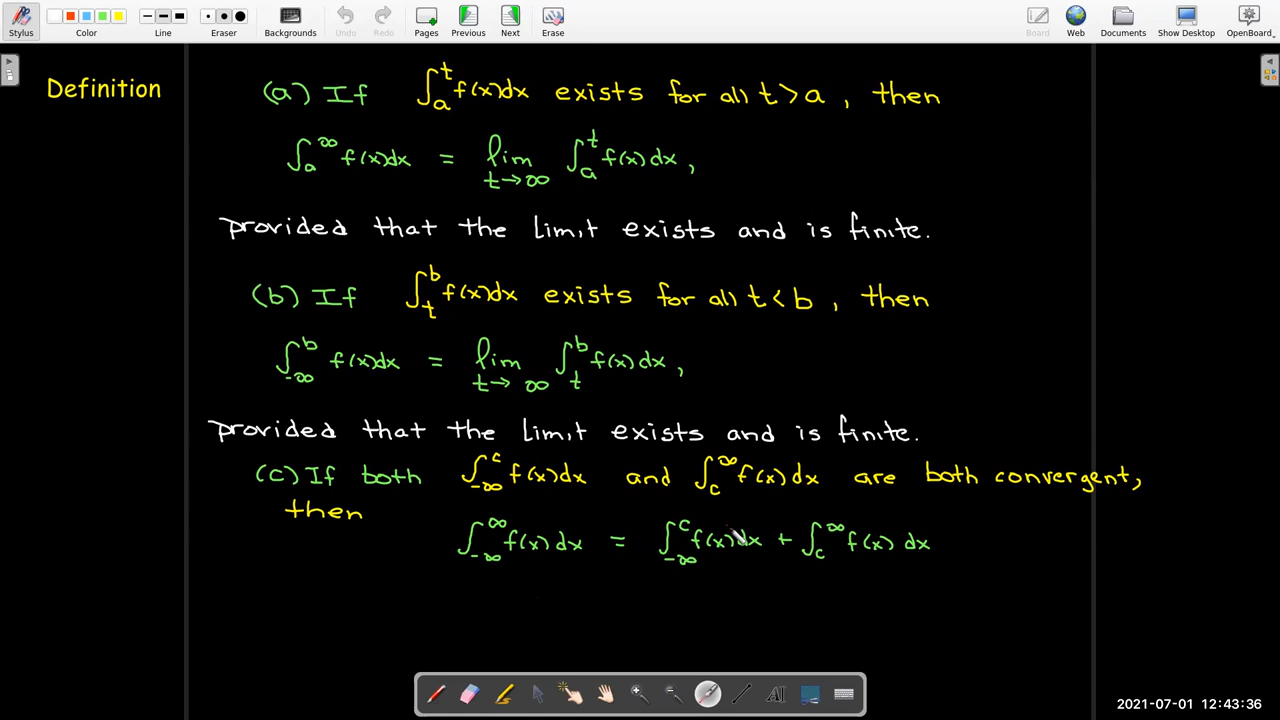 Stylus Color Line Eraser Backgrounds Undo Redo Pages Previous Next Erase Board Web Documents Show Desktop OpenBoard
Definition
(a) If ∫_a^t f(x)dx exists for all t > a , then
∫_a^∞ f(x)dx = lim_{t→∞} ∫_a^t f(x)dx ,
provided that the limit exists and is finite.
(b) If ∫_t^b f(x)dx exists for all t < b , then
∫_{-∞}^b f(x)dx = lim_{t→ ∞} ∫_t^b f(x)dx ,
provided that the limit exists and is finite.
(c) If both ∫_{-∞}^c f(x)dx and ∫_c^∞ f(x)dx are both convergent,
then
∫_{-∞}^∞ f(x)dx = ∫_{-∞}^c f(x)dx + ∫_c^∞ f(x) dx
AI
2021-07-01 12:43:36